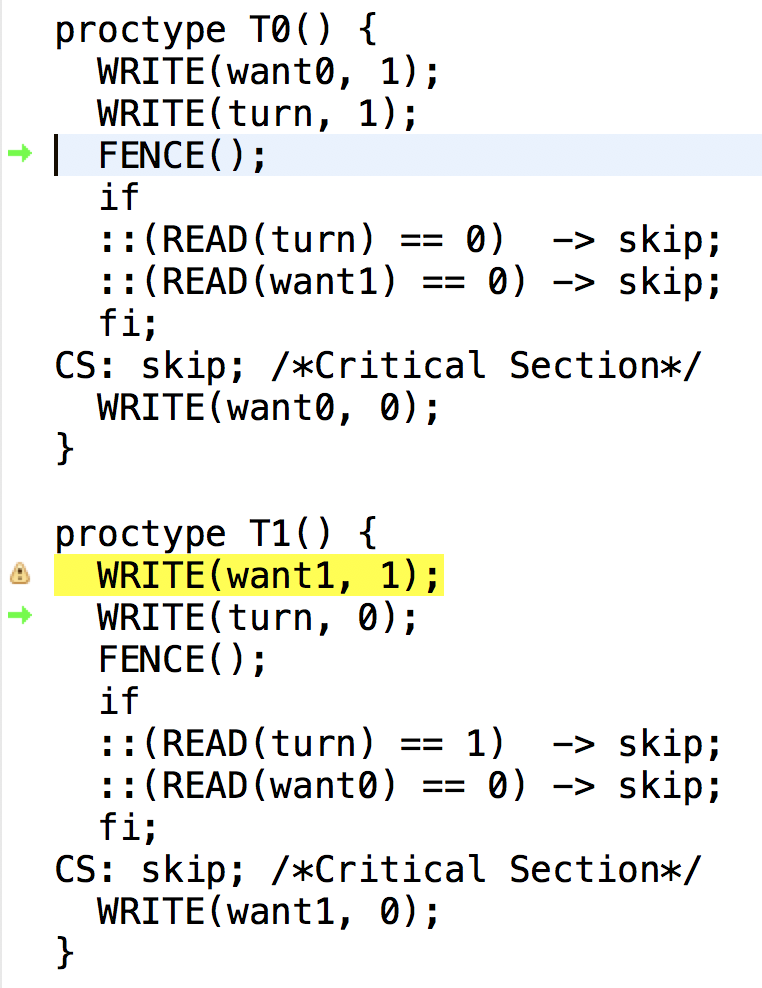 proctype T0() {
  WRITE(want0, 1);
  WRITE(turn, 1);
  FENCE();
  if
  ::(READ(turn) == 0)  -> skip;
  ::(READ(want1) == 0) -> skip;
  fi;
CS: skip; /*Critical Section*/
  WRITE(want0, 0);
}

proctype T1() {
  WRITE(want1, 1);
  WRITE(turn, 0);
  FENCE();
  if
  ::(READ(turn) == 1)  -> skip;
  ::(READ(want0) == 0) -> skip;
  fi;
CS: skip; /*Critical Section*/
  WRITE(want1, 0);
}